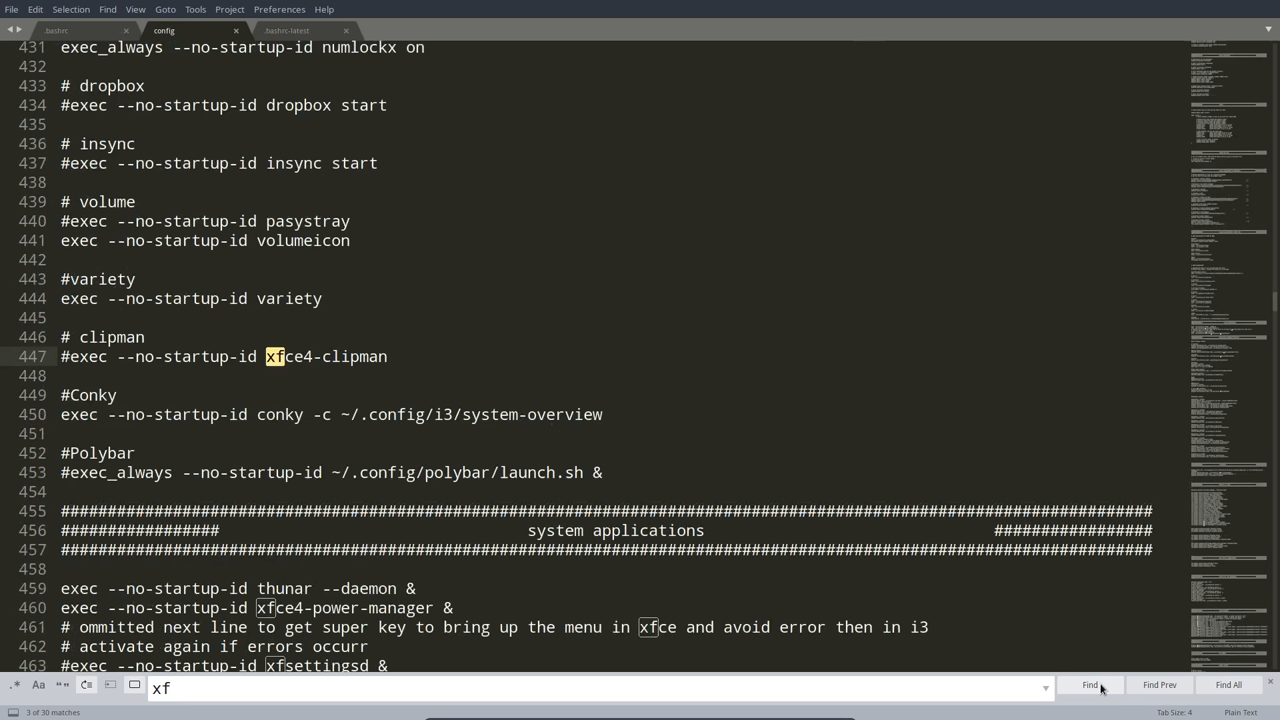 File Edit Selection Find View Goto Tools Project Preferences Help
.bashrc config .bashrc-latest
431 exec_always --no-startup-id numlockx on
432
433 # dropbox
434 #exec --no-startup-id dropbox start
435
436 # insync
437 #exec --no-startup-id insync start
438
439 # volume
440 #exec --no-startup-id pasystray
441 exec --no-startup-id volumeicon
442
443 #variety
444 exec --no-startup-id variety
445
446 # clipman
447 #exec --no-startup-id xfce4-clipman
448
449 #Conky
450 exec --no-startup-id conky -c ~/.config/i3/system-overview
451
452 #Polybar
453 #exec_always --no-startup-id ~/.config/polybar/launch.sh &
454
455 ########################################################################################################################
456 ################# system applications #################
457 ########################################################################################################################
458
459 exec --no-startup-id thunar --daemon &
460 exec --no-startup-id xfce4-power-manager &
461 # ommitted next line to get super key to bring up the menu in xfce and avoid error then in i3
462 # activate again if errors occur
463 #exec --no-startup-id xfsettingsd &
.* Aa “” xf Find Find Prev Find All
3 of 30 matches Tab Size: 4 Plain Text